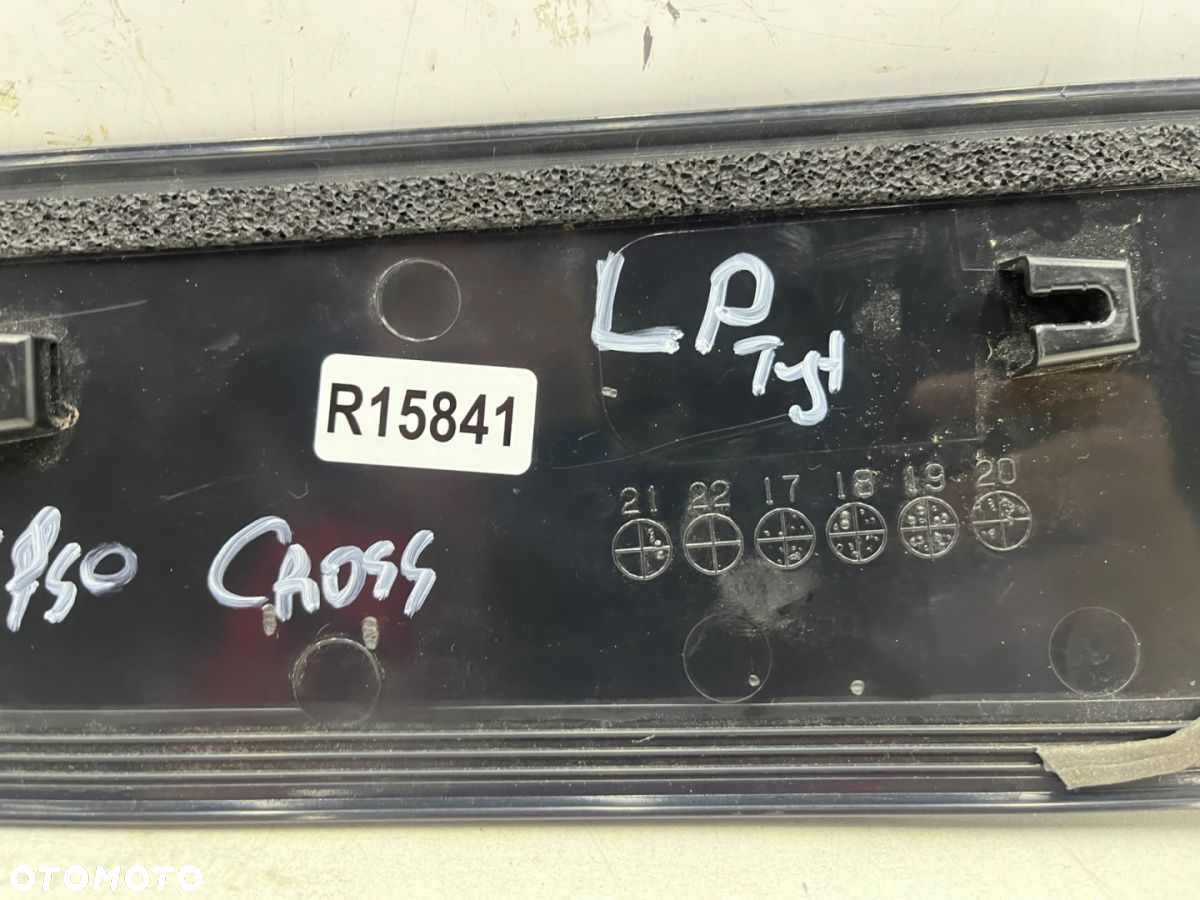 LP
Tył
R15841
21 22 17 18 19 20
CROSS
OTOMOTO